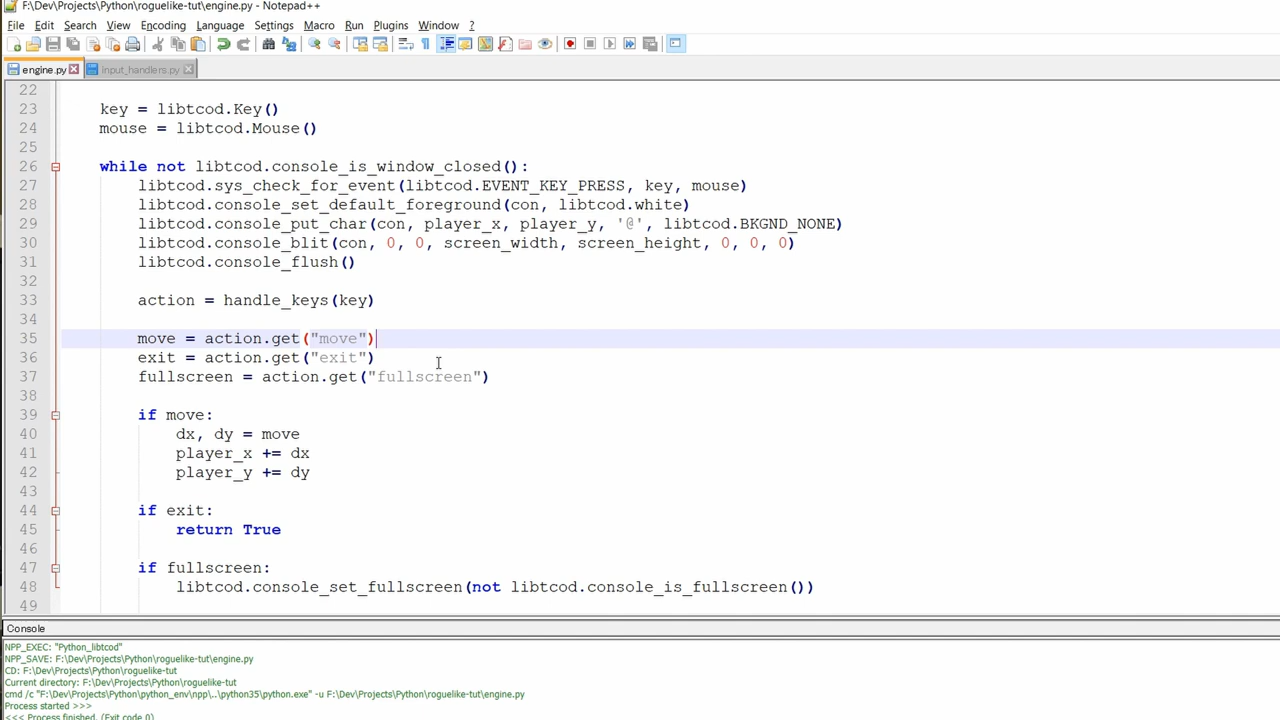 F:\Dev\Projects\Python\roguelike-tut\engine.py - Notepad++
File Edit Search View Encoding Language Settings Macro Run Plugins Window ?
engine.py input_handlers.py
22
23 key = libtcod.Key()
24 mouse = libtcod.Mouse()
25
26 while not libtcod.console_is_window_closed():
27 libtcod.sys_check_for_event(libtcod.EVENT_KEY_PRESS, key, mouse)
28 libtcod.console_set_default_foreground(con, libtcod.white)
29 libtcod.console_put_char(con, player_x, player_y, '@', libtcod.BKGND_NONE)
30 libtcod.console_blit(con, 0, 0, screen_width, screen_height, 0, 0, 0)
31 libtcod.console_flush()
32
33 action = handle_keys(key)
34
35 move = action.get("move")
36 exit = action.get("exit")
37 fullscreen = action.get("fullscreen")
38
39 if move:
40 dx, dy = move
41 player_x += dx
42 player_y += dy
43
44 if exit:
45 return True
46
47 if fullscreen:
48 libtcod.console_set_fullscreen(not libtcod.console_is_fullscreen())
49
Console
NPP_EXEC: "Python_libtcod"
NPP_SAVE: F:\Dev\Projects\Python\roguelike-tut\engine.py
CD: F:\Dev\Projects\Python\roguelike-tut
Current directory: F:\Dev\Projects\Python\roguelike-tut
cmd /c "F:\Dev\Projects\Python\python_env\npp\..\python35\python.exe" -u F:\Dev\Projects\Python\roguelike-tut\engine.py
Process started >>>
<<< Process finished. (Exit code 0)